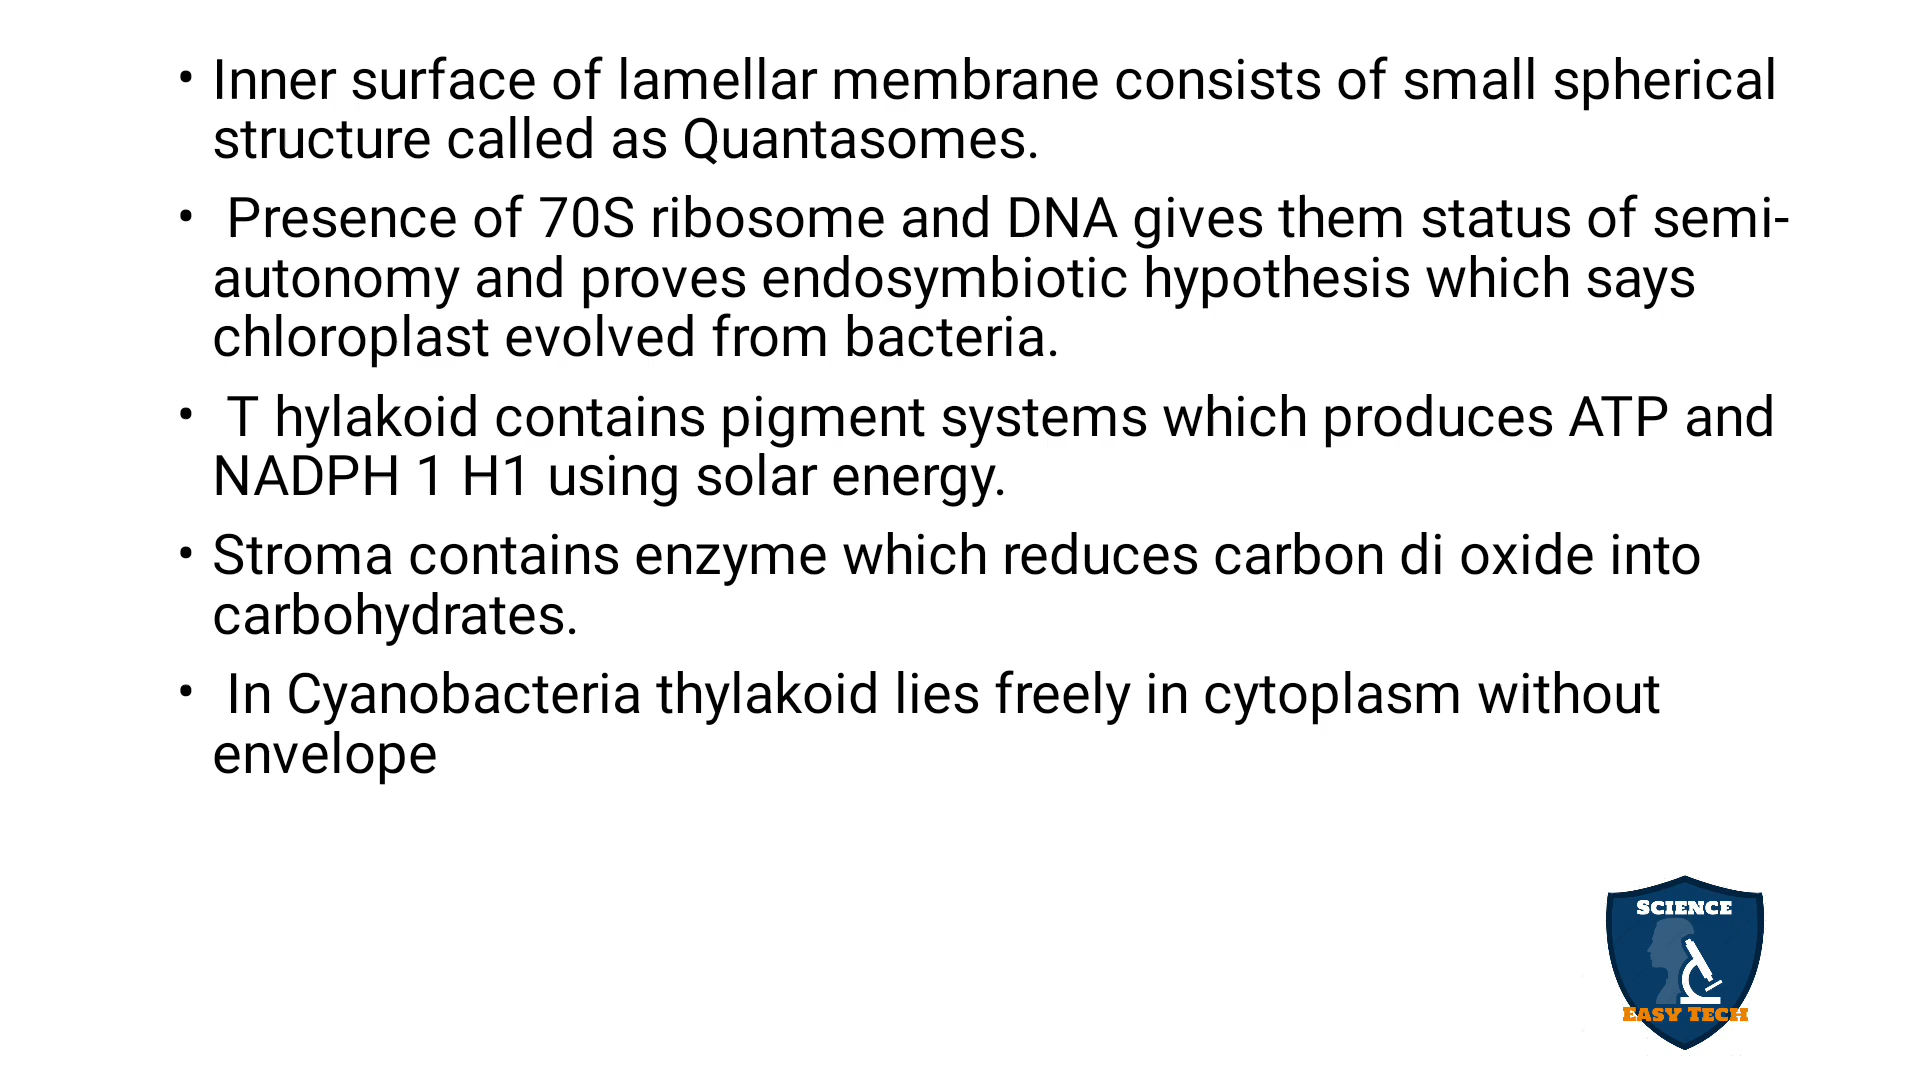 • Inner surface of lamellar membrane consists of small spherical
structure called as Quantasomes.
• Presence of 70S ribosome and DNA gives them status of semi-
autonomy and proves endosymbiotic hypothesis which says
chloroplast evolved from bacteria.
• T hylakoid contains pigment systems which produces ATP and
NADPH 1 H1 using solar energy.
• Stroma contains enzyme which reduces carbon di oxide into
carbohydrates.
• In Cyanobacteria thylakoid lies freely in cytoplasm without
envelope
SCIENCE
EASY TECH